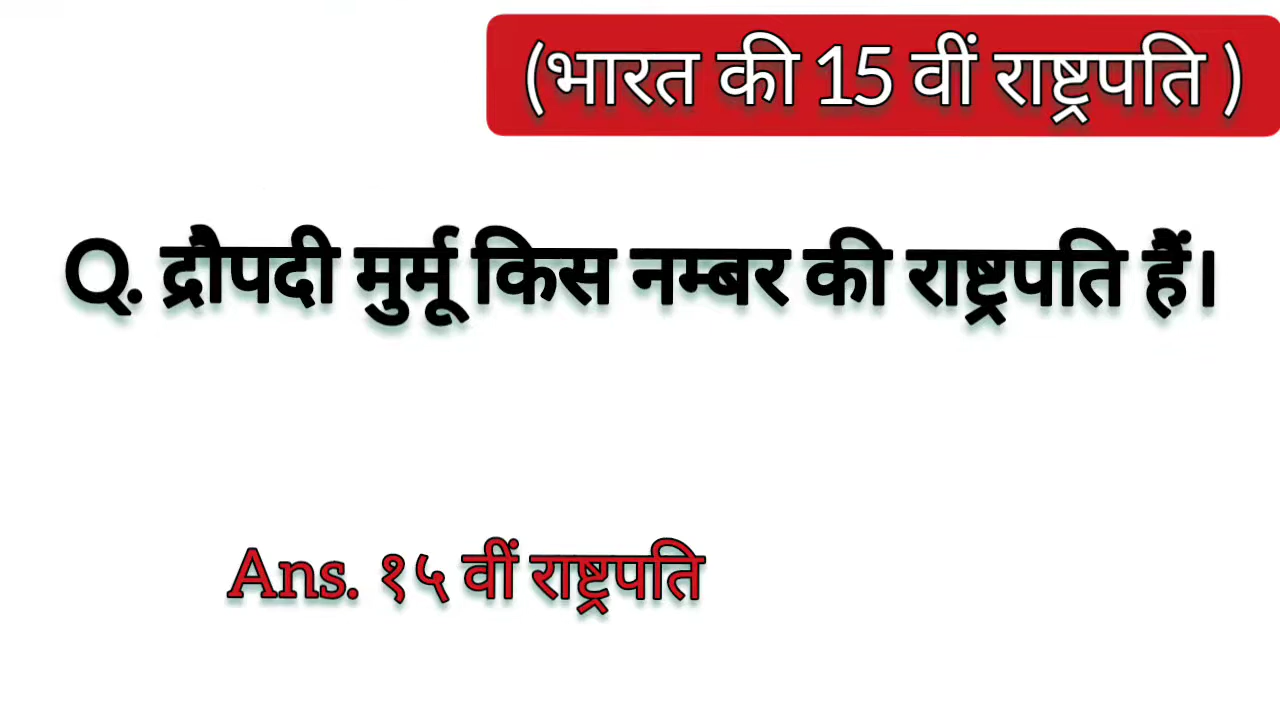 (भारत की 15 वीं राष्ट्रपति )
Q. द्रौपदी मुर्मू किस नम्बर की राष्ट्रपति हैं।
Ans. १५ वीं राष्ट्रपति